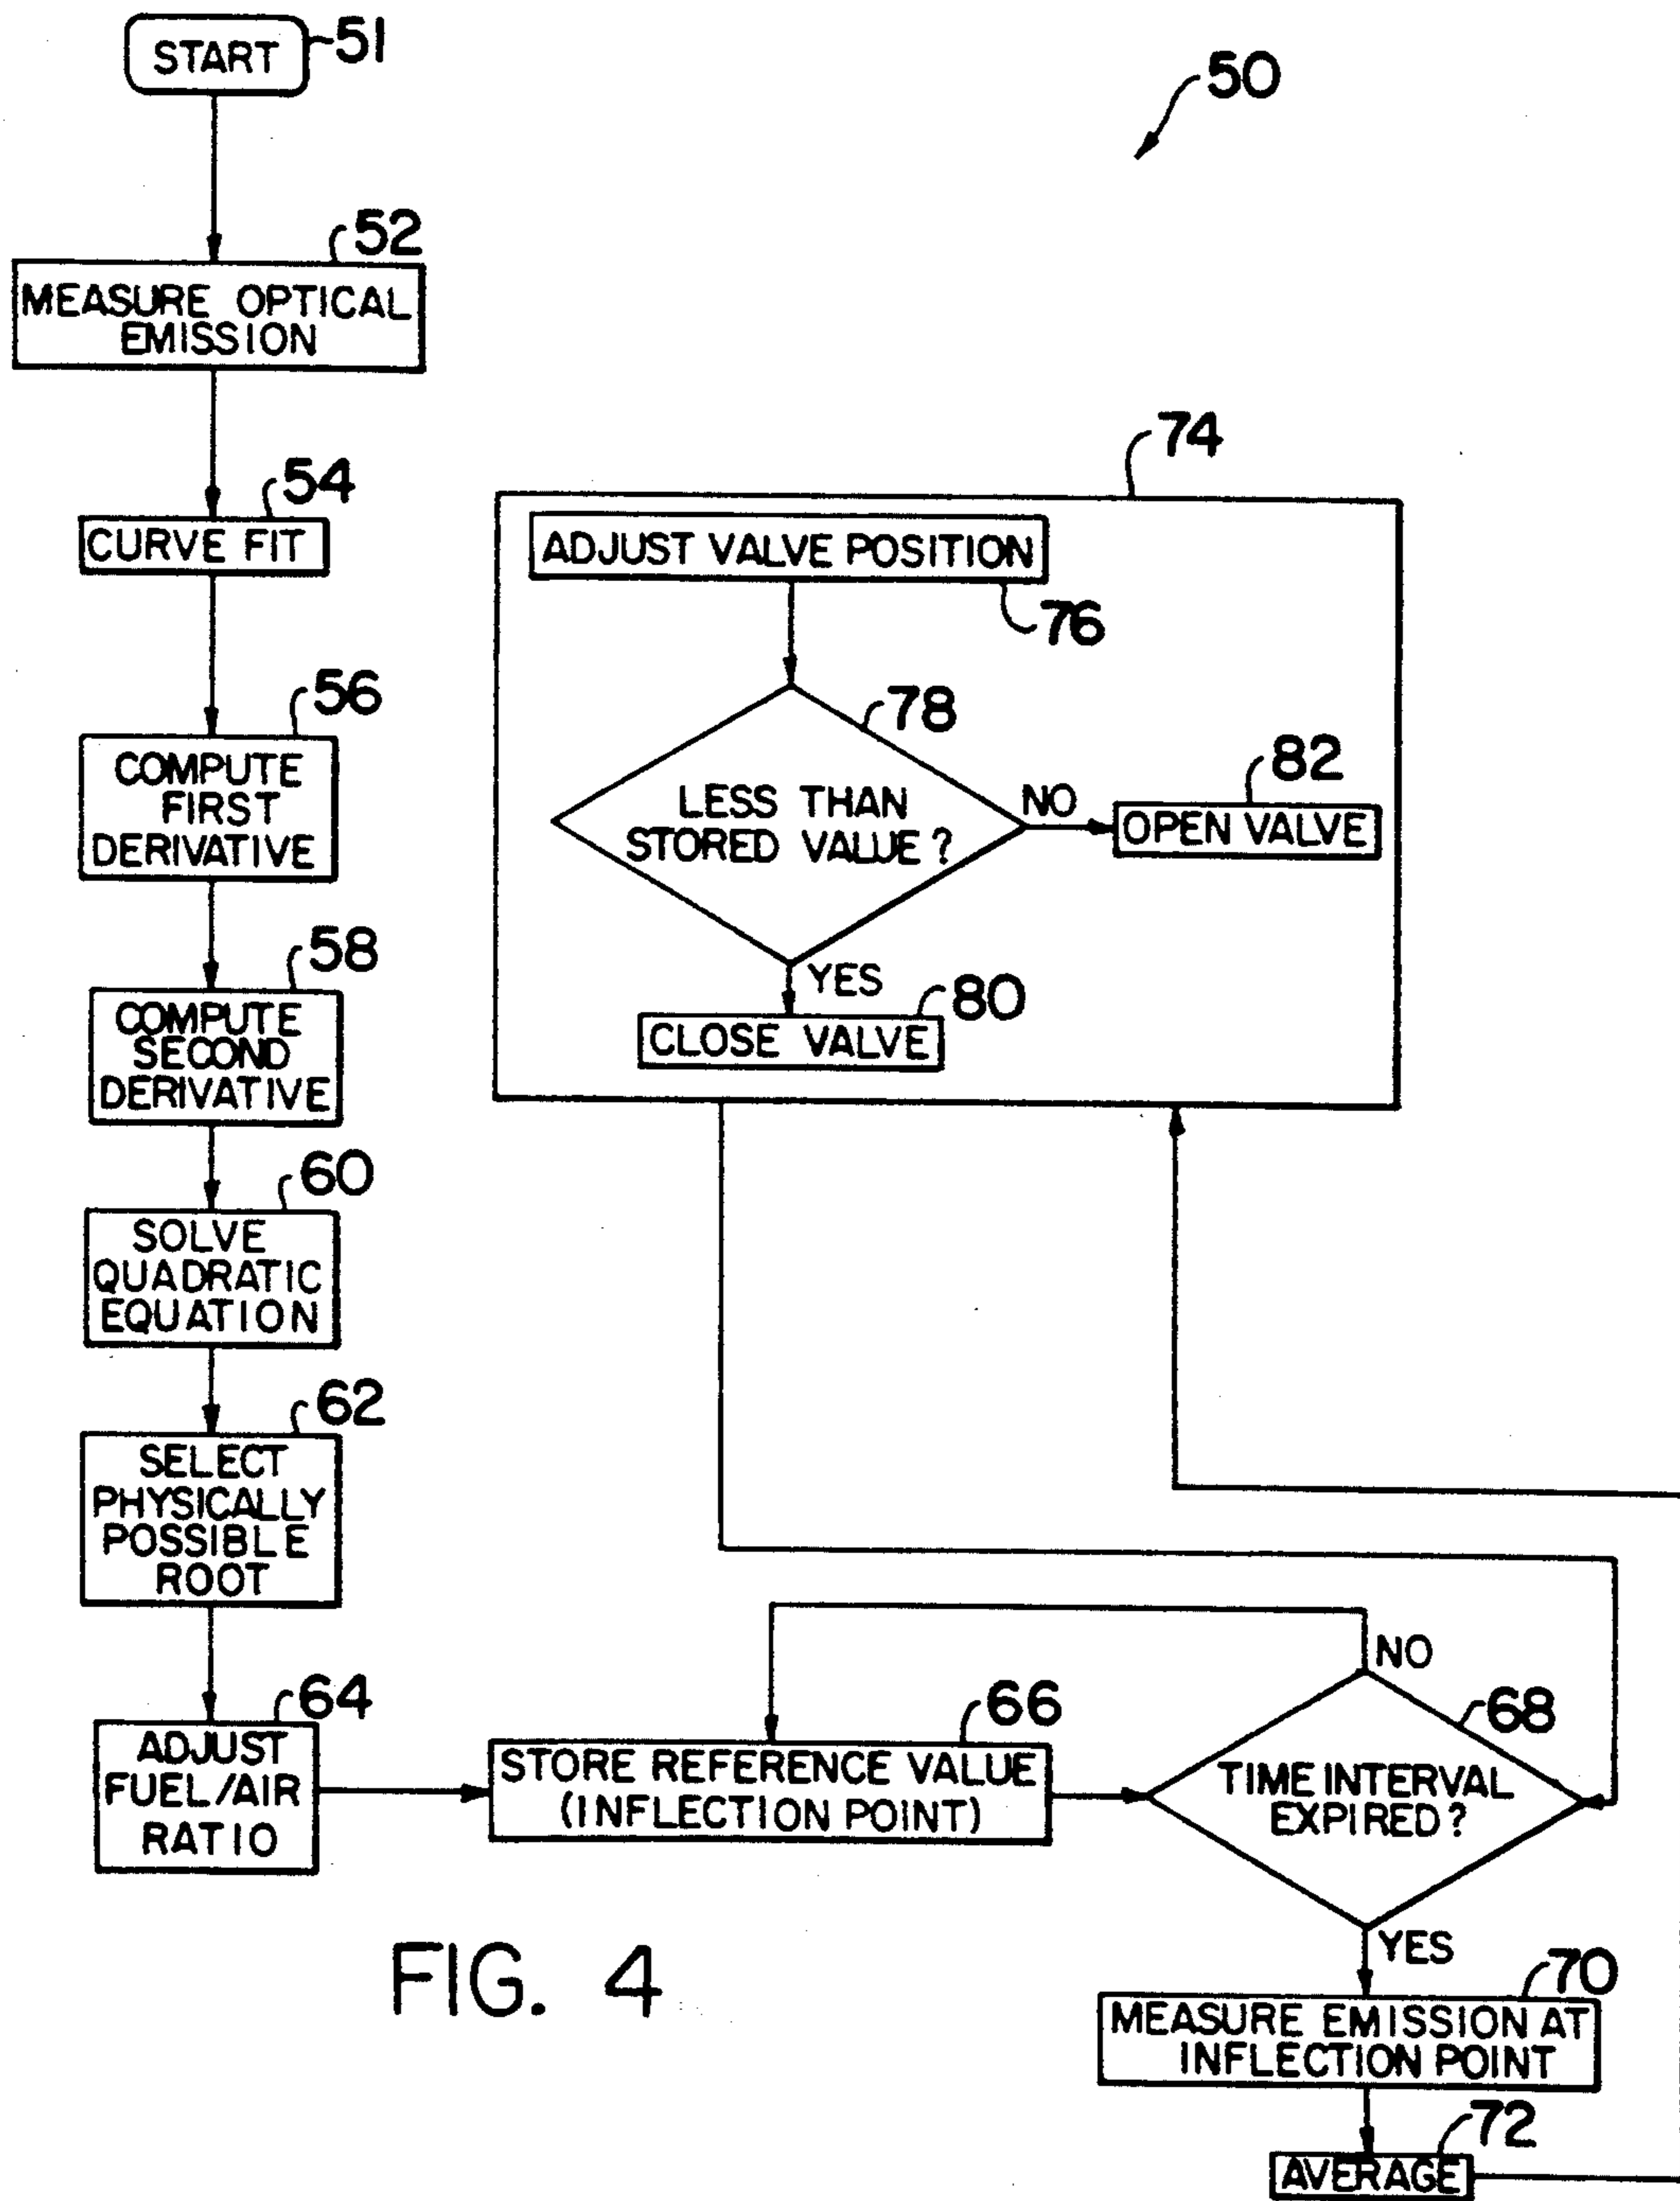 START
51
50
52
MEASURE OPTICAL
EMISSION
54
CURVE FIT
56
COMPUTE
FIRST
DERIVATIVE
58
COMPUTE
SECOND
DERIVATIVE
60
SOLVE
QUADRATIC
EQUATION
62
SELECT
PHYSICALLY
POSSIBLE
ROOT
64
ADJUST
FUEL/AIR
RATIO
74
ADJUST VALVE POSITION
76
78
LESS THAN
STORED VALUE?
NO
82
OPEN VALVE
YES
80
CLOSE VALVE
66
STORE REFERENCE VALUE
(INFLECTION POINT)
NO
68
TIME INTERVAL
EXPIRED?
YES
70
MEASURE EMISSION AT
INFLECTION POINT
72
AVERAGE
FIG. 4